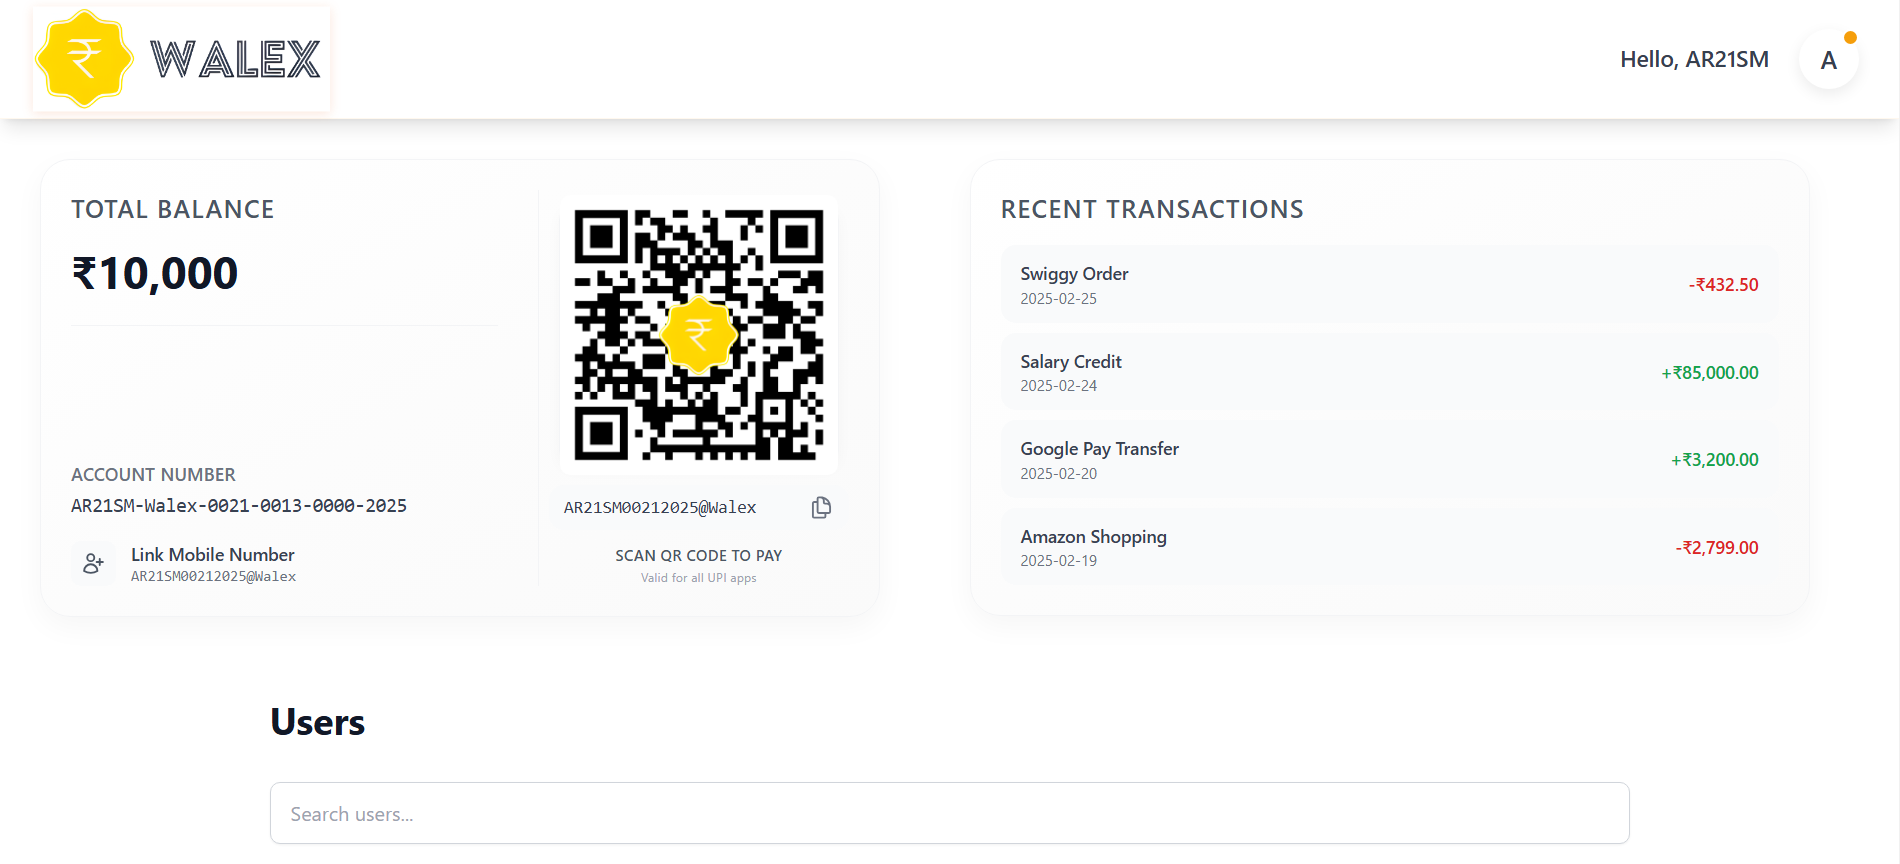 ₹ WALEX
Hello, AR21SM
A
TOTAL BALANCE
₹10,000
ACCOUNT NUMBER
AR21SM-Walex-0021-0013-0000-2025
Link Mobile Number
AR21SM00212025@Walex
₹
AR21SM00212025@Walex
SCAN QR CODE TO PAY
Valid for all UPI apps
RECENT TRANSACTIONS
Swiggy Order
2025-02-25
-₹432.50
Salary Credit
2025-02-24
+₹85,000.00
Google Pay Transfer
2025-02-20
+₹3,200.00
Amazon Shopping
2025-02-19
-₹2,799.00
Users
Search users...